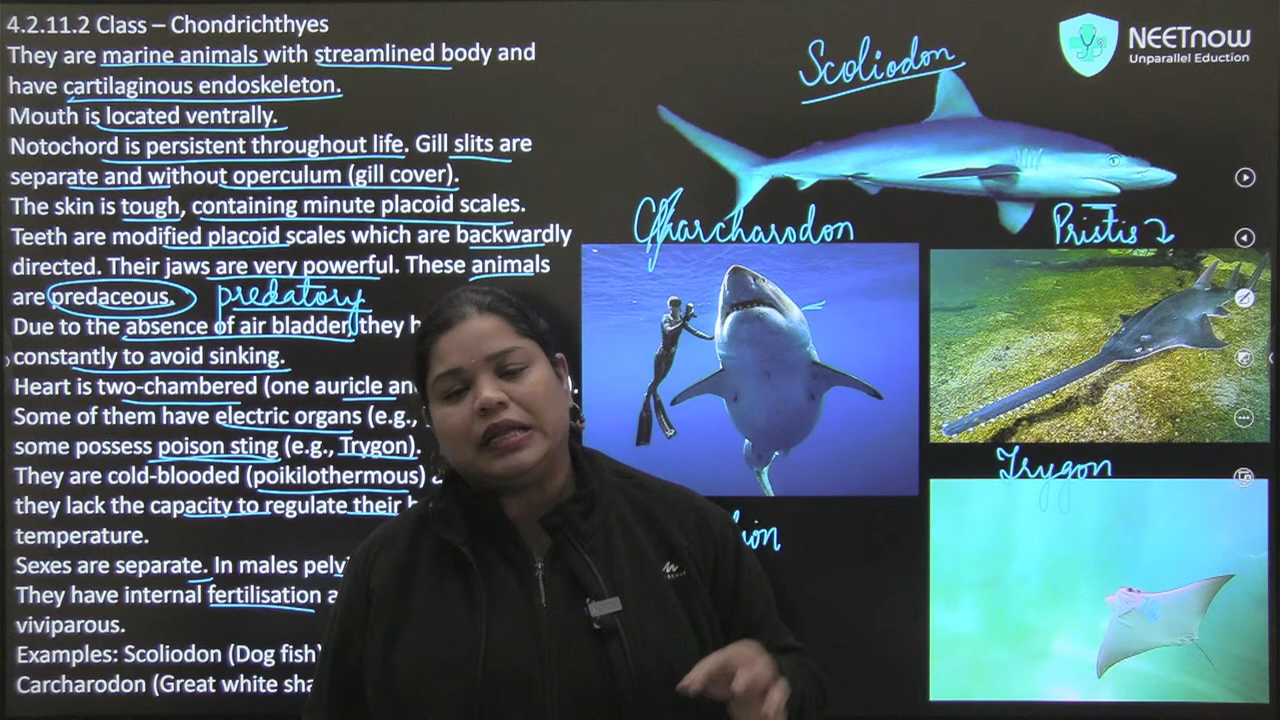 4.2.11.2 Class – Chondrichthyes
They are marine animals with streamlined body and
have cartilaginous endoskeleton.
Mouth is located ventrally.
Notochord is persistent throughout life. Gill slits are
separate and without operculum (gill cover).
The skin is tough, containing minute placoid scales.
Teeth are modified placoid scales which are backwardly
directed. Their jaws are very powerful. These animals
are predaceous. predatory
Due to the absence of air bladder, they h
constantly to avoid sinking.
Heart is two-chambered (one auricle an
Some of them have electric organs (e.g.,
some possess poison sting (e.g., Trygon).
They are cold-blooded (poikilothermous)
they lack the capacity to regulate their b
temperature.
Sexes are separate. In males pelv
They have internal fertilisation a
viviparous.
Examples: Scoliodon (Dog fish)
Carcharodon (Great white sha
Scoliodon
NEETnow
Unparallel Eduction
Charcharodon
Pristis
Trygon